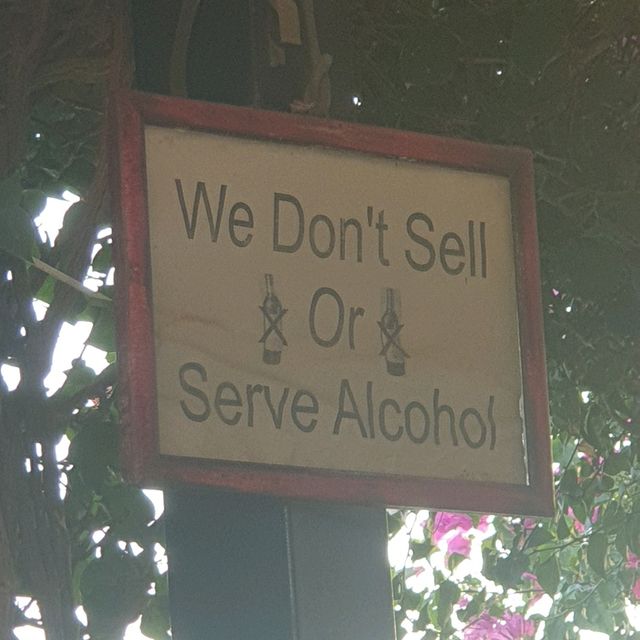 We Don't Sell
Or
Serve Alcohol